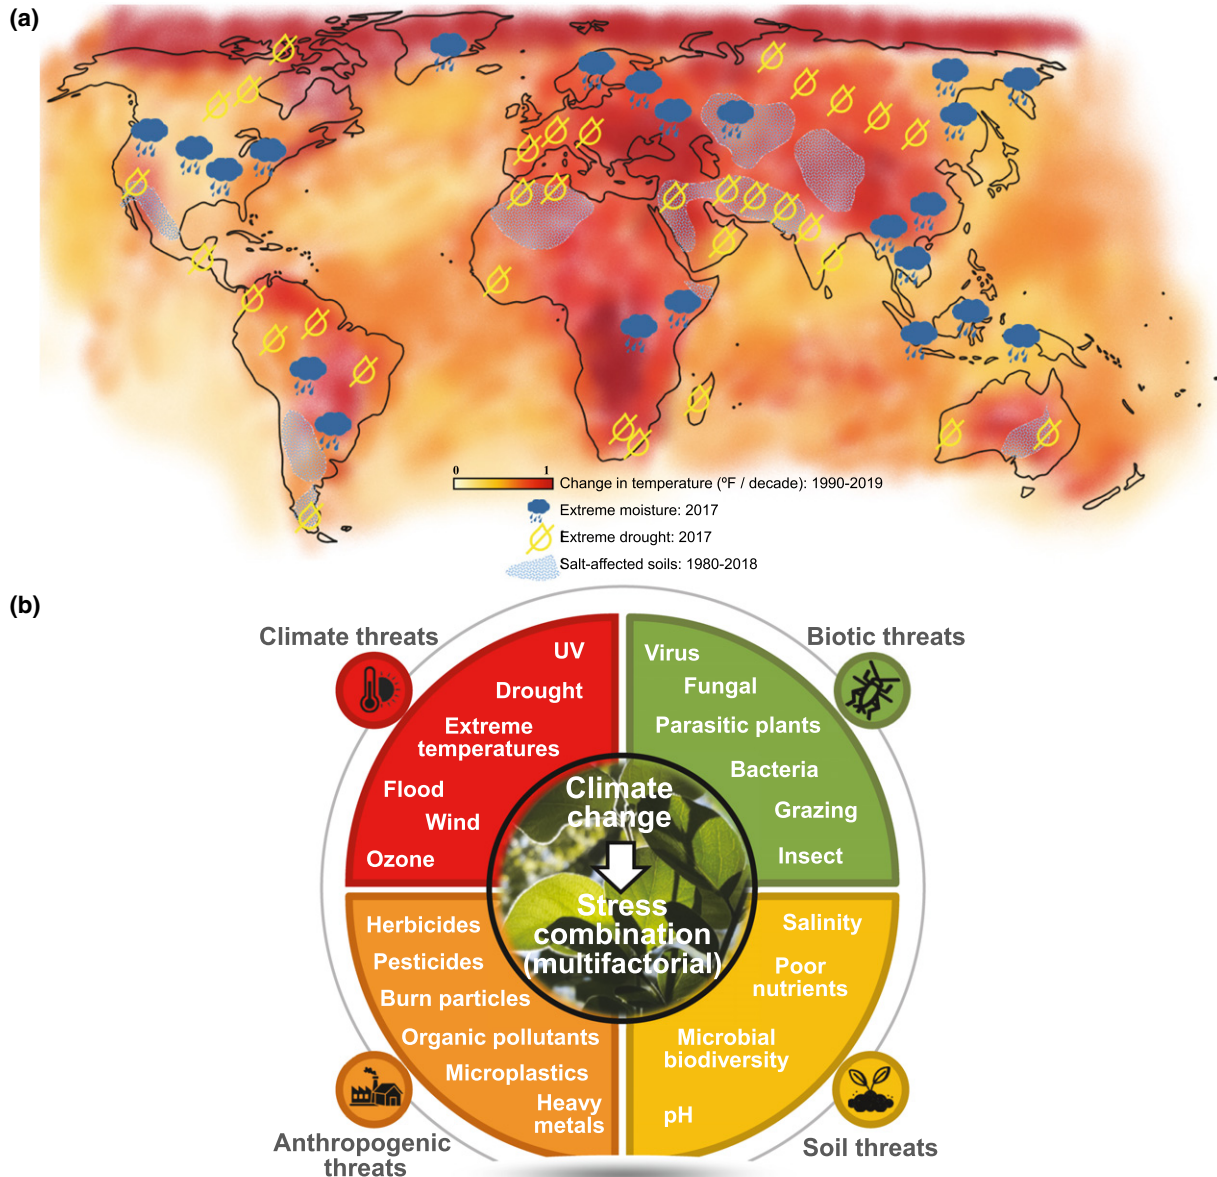 (a)
0 1
Change in temperature (ºF / decade): 1990-2019
Extreme moisture: 2017
Extreme drought: 2017
Salt-affected soils: 1980-2018
(b)
Climate threats
Biotic threats
UV
Drought
Extreme
temperatures
Flood
Wind
Ozone
Virus
Fungal
Parasitic plants
Bacteria
Grazing
Insect
Climate
change
Stress
combination
(multifactorial)
Herbicides
Pesticides
Burn particles
Organic pollutants
Microplastics
Heavy
metals
Salinity
Poor
nutrients
Microbial
biodiversity
pH
Anthropogenic
threats
Soil threats